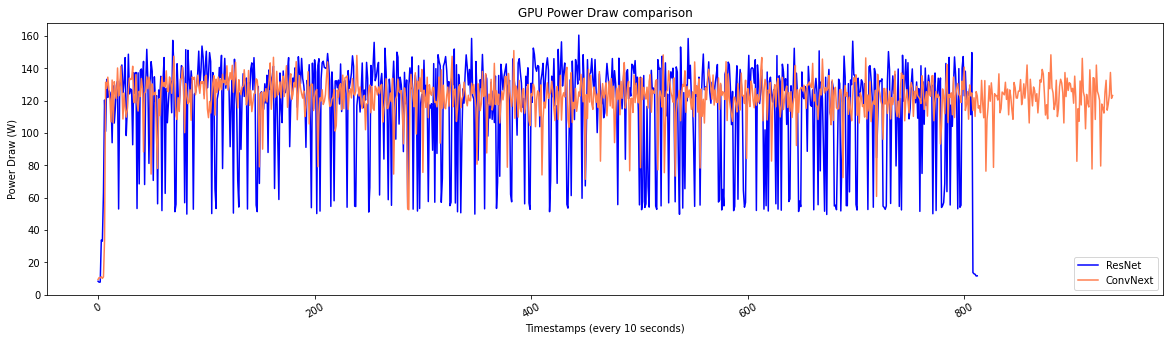 GPU Power Draw comparison
Power Draw (W)
160
140
120
100
80
60
40
20
0
0
200
400
600
800
Timestamps (every 10 seconds)
ResNet
ConvNext